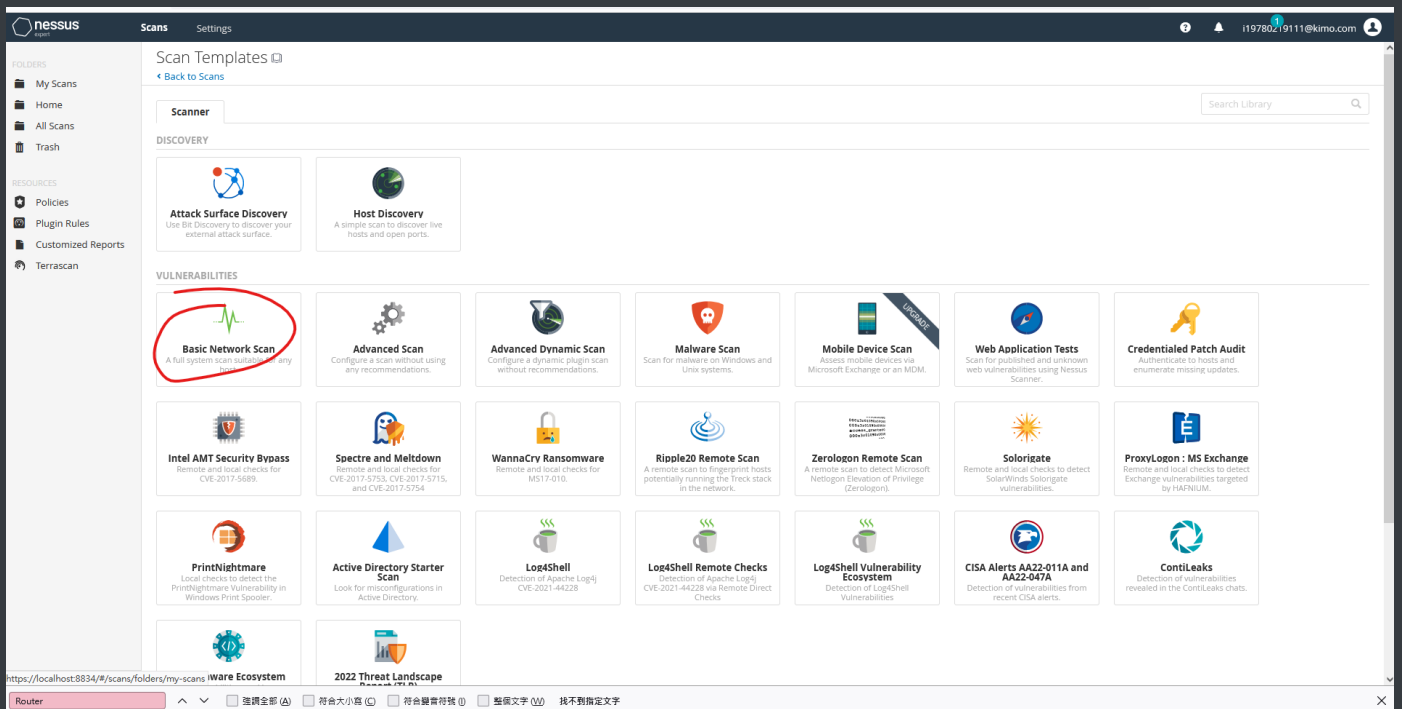 nessus
expert
Scans
Settings
1
i19780219111@kimo.com
FOLDERS
My Scans
Home
All Scans
Trash
RESOURCES
Policies
Plugin Rules
Customized Reports
Terrascan
Scan Templates
Back to Scans
Scanner
Search Library
DISCOVERY
Attack Surface Discovery
Use Bit Discovery to discover your
external attack surface.
Host Discovery
A simple scan to discover live
hosts and open ports.
VULNERABILITIES
Basic Network Scan
A full system scan suitable for any
host.
Advanced Scan
Configure a scan without using
any recommendations.
Advanced Dynamic Scan
Configure a dynamic plugin scan
without recommendations.
Malware Scan
Scan for malware on Windows and
Unix systems.
UPGRADE
Mobile Device Scan
Assess mobile devices via
Microsoft Exchange or an MDM.
Web Application Tests
Scan for published and unknown
web vulnerabilities using Nessus
Scanner.
Credentialed Patch Audit
Authenticate to hosts and
enumerate missing updates.
Intel AMT Security Bypass
Remote and local checks for
CVE-2017-5689.
Spectre and Meltdown
Remote and local checks for
CVE-2017-5753, CVE-2017-5715,
and CVE-2017-5754
WannaCry Ransomware
Remote and local checks for
MS17-010.
Ripple20 Remote Scan
A remote scan to fingerprint hosts
potentially running the Treck stack
in the network.
Zerologon Remote Scan
A remote scan to detect Microsoft
Netlogon Elevation of Privilege
(Zerologon).
Solorigate
Remote and local checks to detect
SolarWinds Solorigate
vulnerabilities.
ProxyLogon : MS Exchange
Remote and local checks to detect
Exchange vulnerabilities targeted
by HAFNIUM.
PrintNightmare
Local checks to detect the
PrintNightmare Vulnerability in
Windows Print Spooler.
Active Directory Starter
Scan
Look for misconfigurations in
Active Directory.
Log4Shell
Detection of Apache Log4j
CVE-2021-44228
Log4Shell Remote Checks
Detection of Apache Log4j
CVE-2021-44228 via Remote Direct
Checks
Log4Shell Vulnerability
Ecosystem
Detection of Log4Shell
Vulnerabilities
CISA Alerts AA22-011A and
AA22-047A
Detection of vulnerabilities from
recent CISA alerts.
ContiLeaks
Detection of vulnerabilities
revealed in the ContiLeaks chats.
ware Ecosystem
2022 Threat Landscape
Report (TLR)
https://localhost:8834/#/scans/folders/my-scans
Router
強調全部 (A)
符合大小寫 (C)
符合變音符號 (I)
整個文字 (W)
找不到指定文字